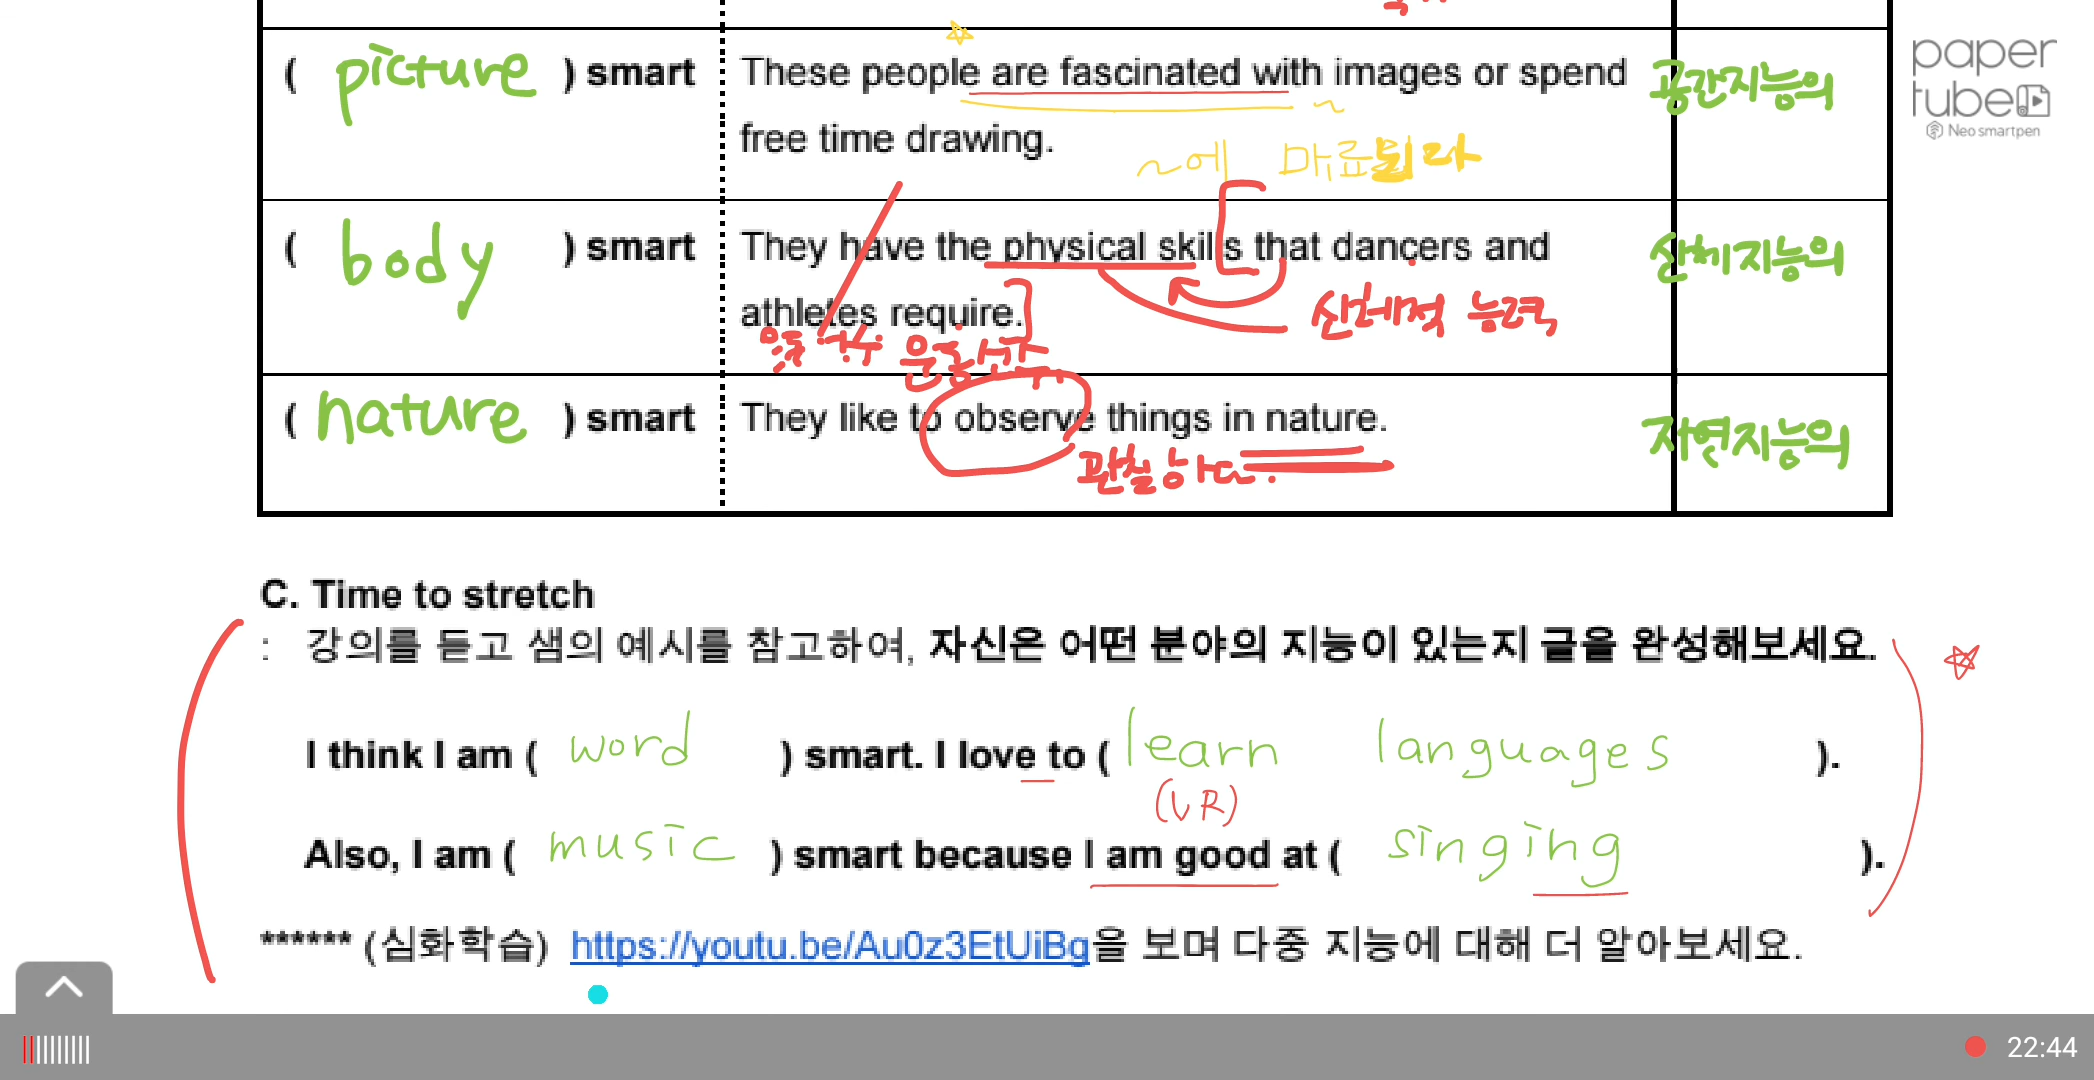 ( picture ) smart These people are fascinated with images or spend 공간지능의
free time drawing.
~에 매료되다
( body ) smart They have the physical skills that dancers and 신체지능의
athletes require. 신체적 능력
운동선수 운동선수
( nature ) smart They like to observe things in nature. 자연지능의
관찰하다.
paper
tube
Neo smartpen
C. Time to stretch
: 강의를 듣고 샘의 예시를 참고하여, 자신은 어떤 분야의 지능이 있는지 글을 완성해보세요.
I think I am ( word ) smart. I love to ( learn languages ).
(VR)
Also, I am ( music ) smart because I am good at ( singing ).
****** (심화학습) https://youtu.be/Au0z3EtUiBg을 보며 다중 지능에 대해 더 알아보세요.
22:44